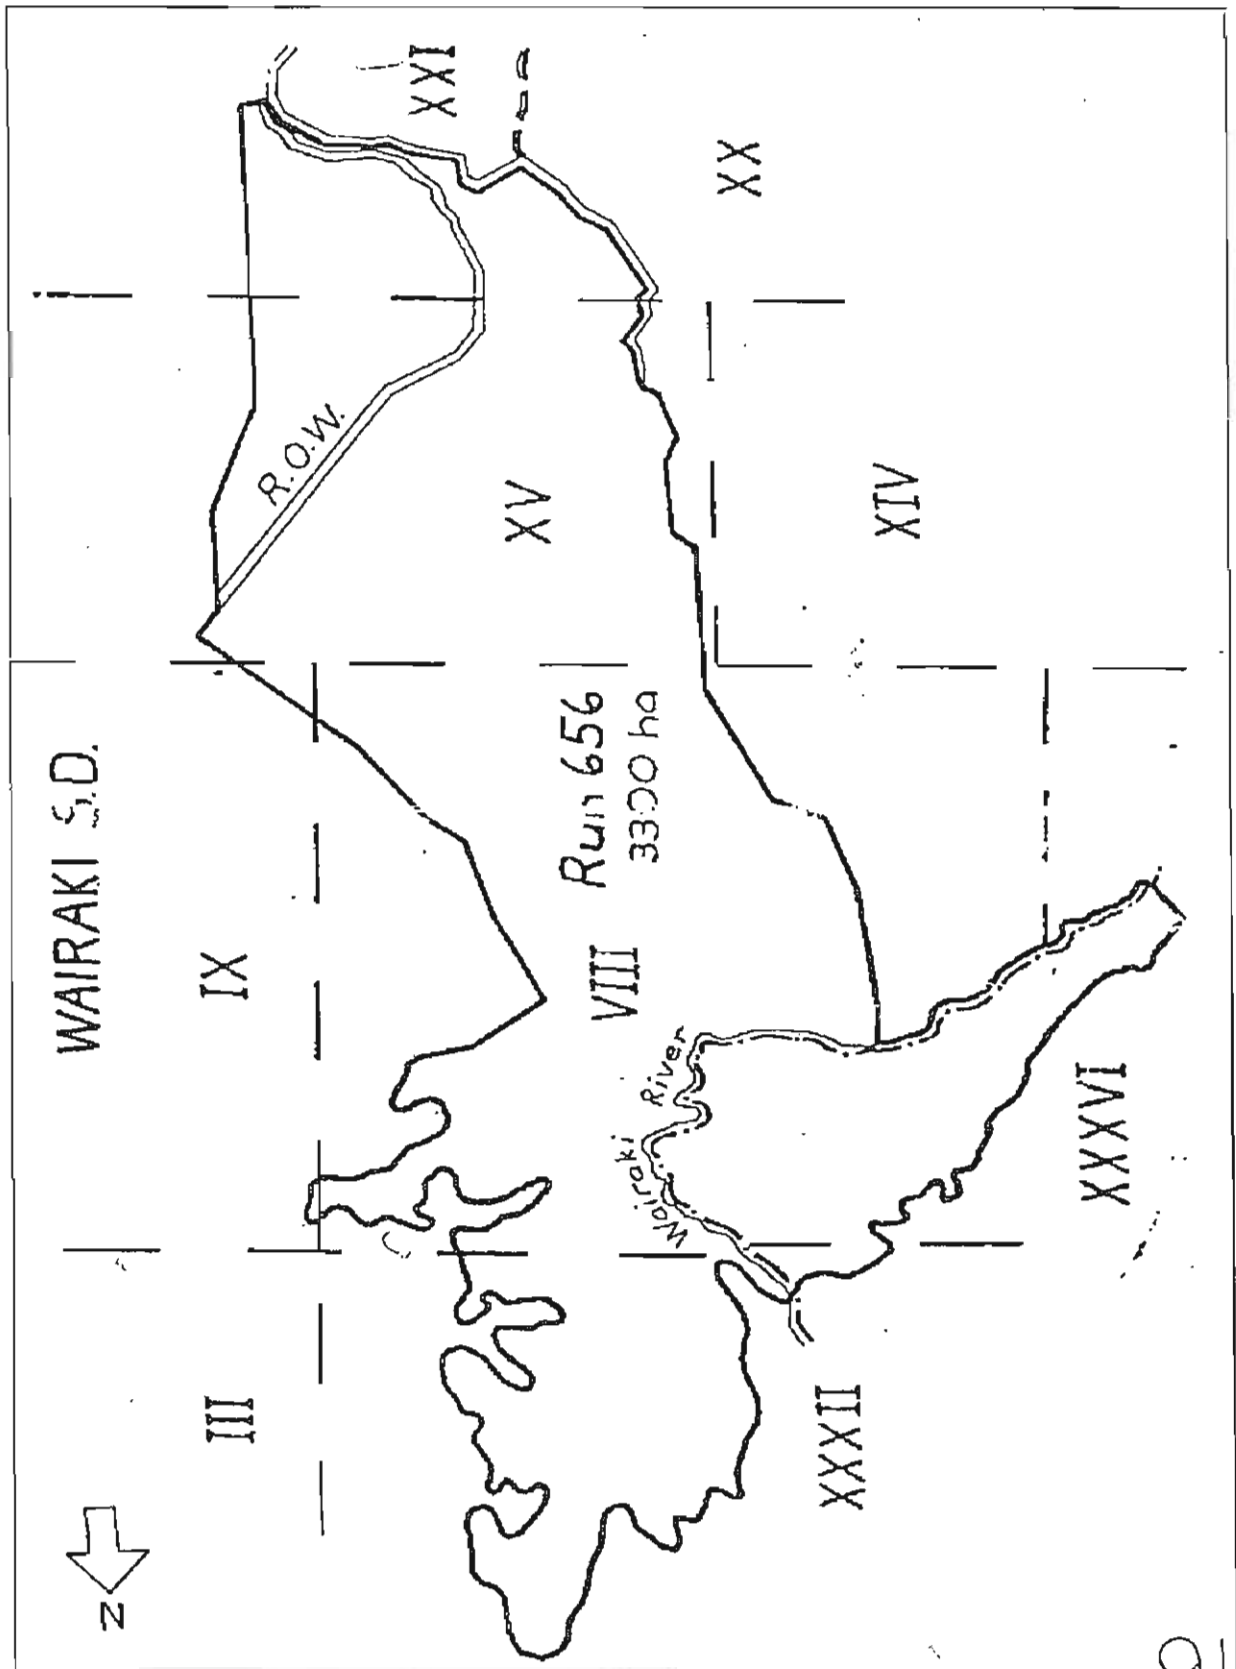 WAIRAKI S.D.
III
IX
XXI
R.O.W.
XV
VIII
Run 656
3300 ha
Wairaki River
XX
XIV
XXXII
XXXVI
N